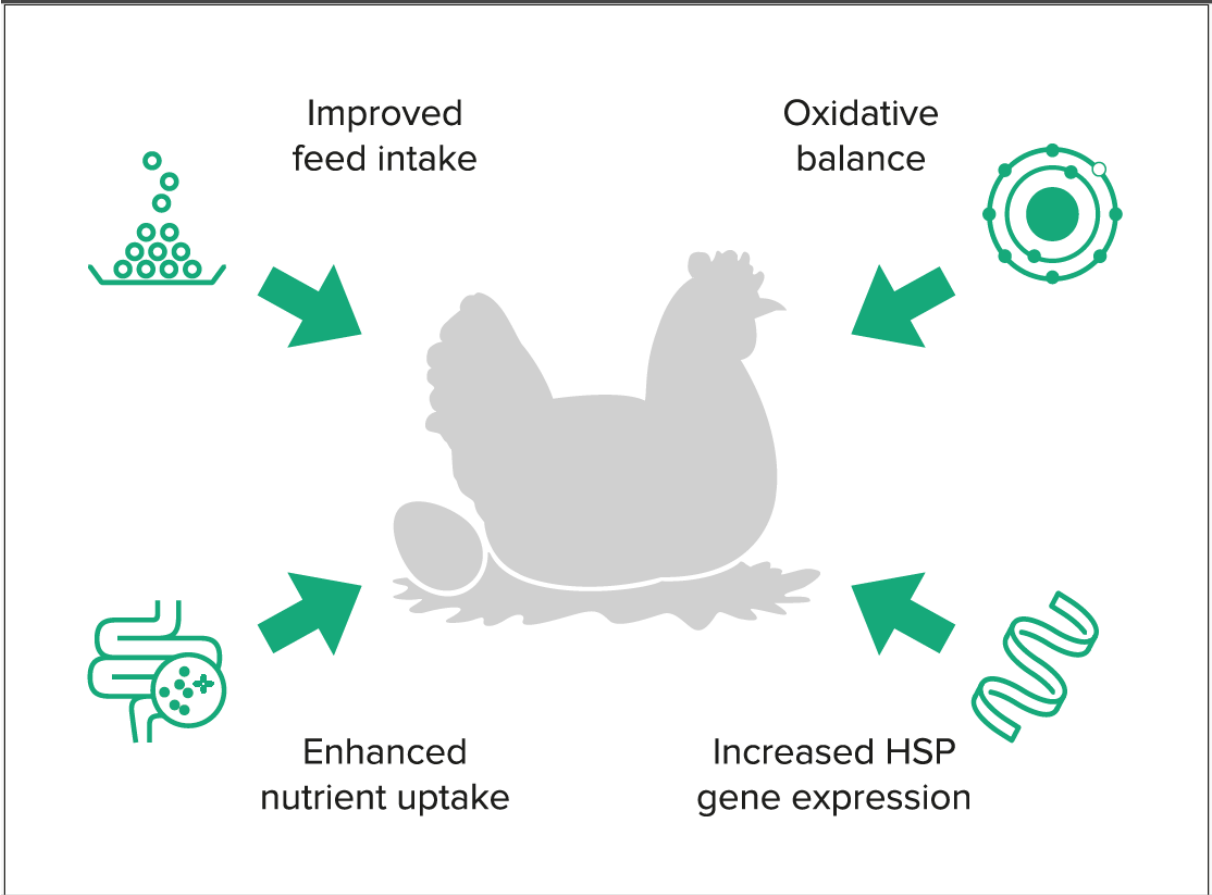 Improved
feed intake
Oxidative
balance
Enhanced
nutrient uptake
Increased HSP
gene expression